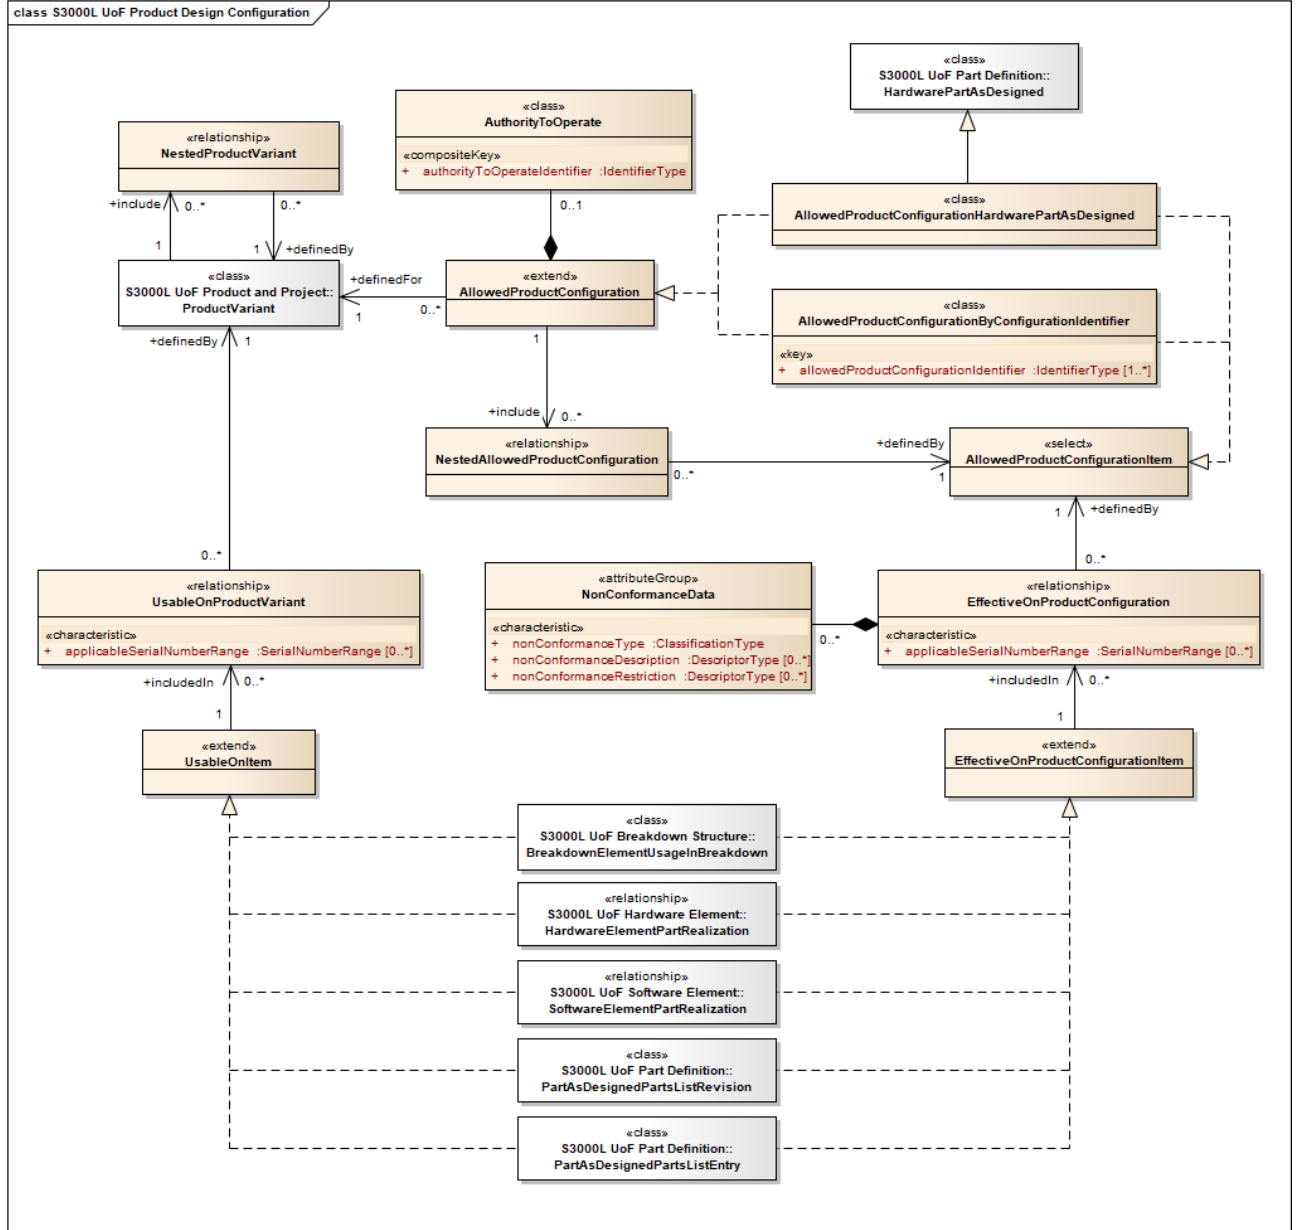 class S3000L UoF Product Design Configuration
«class»
S3000L UoF Part Definition::
HardwarePartAsDesigned
«class»
AuthorityToOperate
«compositeKey»
+ authorityToOperateIdentifier :IdentifierType
«relationship»
NestedProductVariant
«class»
AllowedProductConfigurationHardwarePartAsDesigned
+include
0..*
0..*
0..1
1
1
+definedBy
«class»
S3000L UoF Product and Project::
ProductVariant
+definedFor
1
0..*
«extend»
AllowedProductConfiguration
«class»
AllowedProductConfigurationByConfigurationIdentifier
«key»
+ allowedProductConfigurationIdentifier :IdentifierType [1..*]
+definedBy
1
1
+include
0..*
«relationship»
NestedAllowedProductConfiguration
0..*
+definedBy
1
«select»
AllowedProductConfigurationItem
1
+definedBy
0..*
0..*
«relationship»
UsableOnProductVariant
«characteristic»
+ applicableSerialNumberRange :SerialNumberRange [0..*]
«attributeGroup»
NonConformanceData
«characteristic»
+ nonConformanceType :ClassificationType
+ nonConformanceDescription :DescriptorType [0..*]
+ nonConformanceRestriction :DescriptorType [0..*]
0..*
«relationship»
EffectiveOnProductConfiguration
«characteristic»
+ applicableSerialNumberRange :SerialNumberRange [0..*]
+includedIn
0..*
1
+includedIn
0..*
1
«extend»
UsableOnItem
«extend»
EffectiveOnProductConfigurationItem
«class»
S3000L UoF Breakdown Structure::
BreakdownElementUsageInBreakdown
«relationship»
S3000L UoF Hardware Element::
HardwareElementPartRealization
«relationship»
S3000L UoF Software Element::
SoftwareElementPartRealization
«class»
S3000L UoF Part Definition::
PartAsDesignedPartsListRevision
«class»
S3000L UoF Part Definition::
PartAsDesignedPartsListEntry